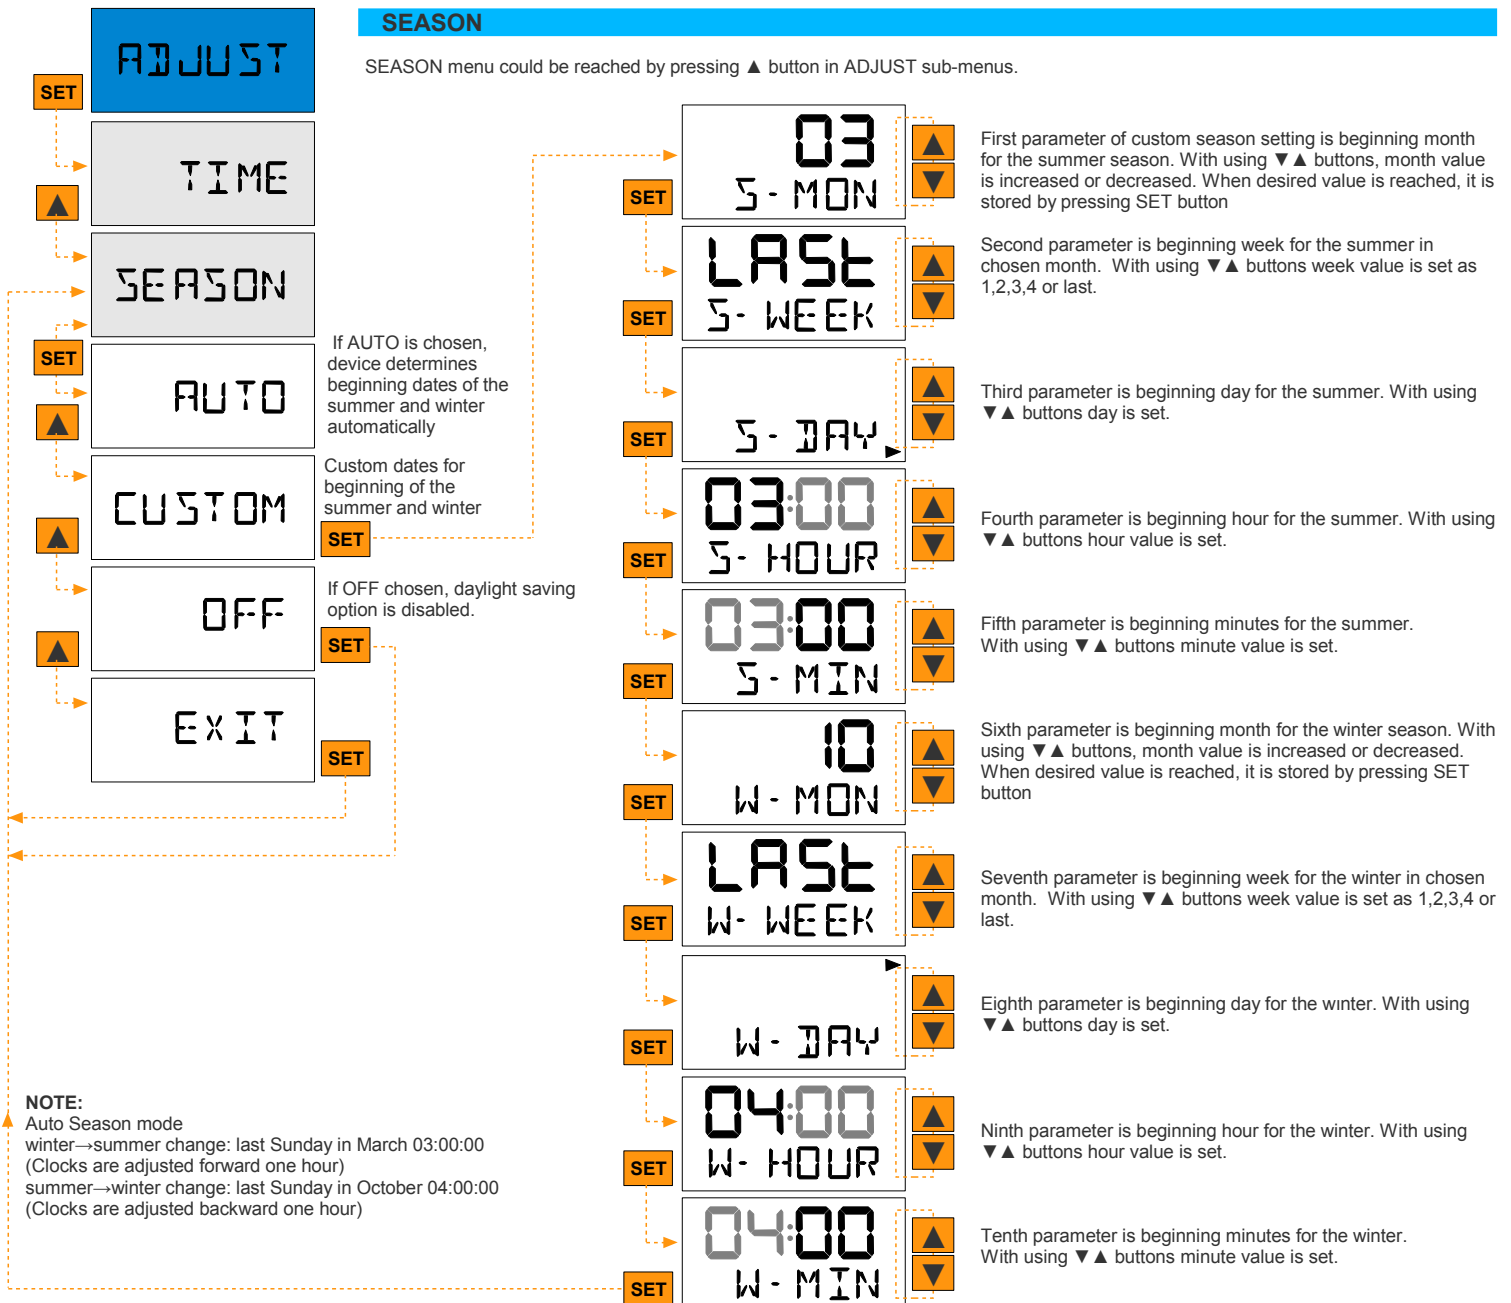 SEASON
SEASON menu could be reached by pressing ▲ button in ADJUST sub-menus.
ADJUST
SET
TIME
▲
SEASON
SET
AUTO
If AUTO is chosen,
device determines
beginning dates of the
summer and winter
automatically
▲
CUSTOM
Custom dates for
beginning of the
summer and winter
SET
▲
OFF
If OFF chosen, daylight saving
option is disabled.
SET
▲
EXIT
SET
03
S-MON
▲
▼
First parameter of custom season setting is beginning month
for the summer season. With using ▼▲ buttons, month value
is increased or decreased. When desired value is reached, it is
stored by pressing SET button
SET
LASt
S-WEEK
▲
▼
Second parameter is beginning week for the summer in
chosen month. With using ▼▲ buttons week value is set as
1,2,3,4 or last.
SET
S-DAY
▲
▼
Third parameter is beginning day for the summer. With using
▼▲ buttons day is set.
SET
03:00
S-HOUR
▲
▼
Fourth parameter is beginning hour for the summer. With using
▼▲ buttons hour value is set.
SET
03:00
S-MIN
▲
▼
Fifth parameter is beginning minutes for the summer.
With using ▼▲ buttons minute value is set.
SET
10
W-MON
▲
▼
Sixth parameter is beginning month for the winter season. With
using ▼▲ buttons, month value is increased or decreased.
When desired value is reached, it is stored by pressing SET
button
SET
LASt
W-WEEK
▲
▼
Seventh parameter is beginning week for the winter in chosen
month. With using ▼▲ buttons week value is set as 1,2,3,4 or
last.
SET
W-DAY
▲
▼
Eighth parameter is beginning day for the wınter. With using
▼▲ buttons day is set.
SET
04:00
W-HOUR
▲
▼
Ninth parameter is beginning hour for the winter. With using
▼▲ buttons hour value is set.
SET
04:00
W-MIN
▲
▼
Tenth parameter is beginning minutes for the winter.
With using ▼▲ buttons minute value is set.
SET
NOTE:
Auto Season mode
winter→summer change: last Sunday in March 03:00:00
(Clocks are adjusted forward one hour)
summer→winter change: last Sunday in October 04:00:00
(Clocks are adjusted backward one hour)